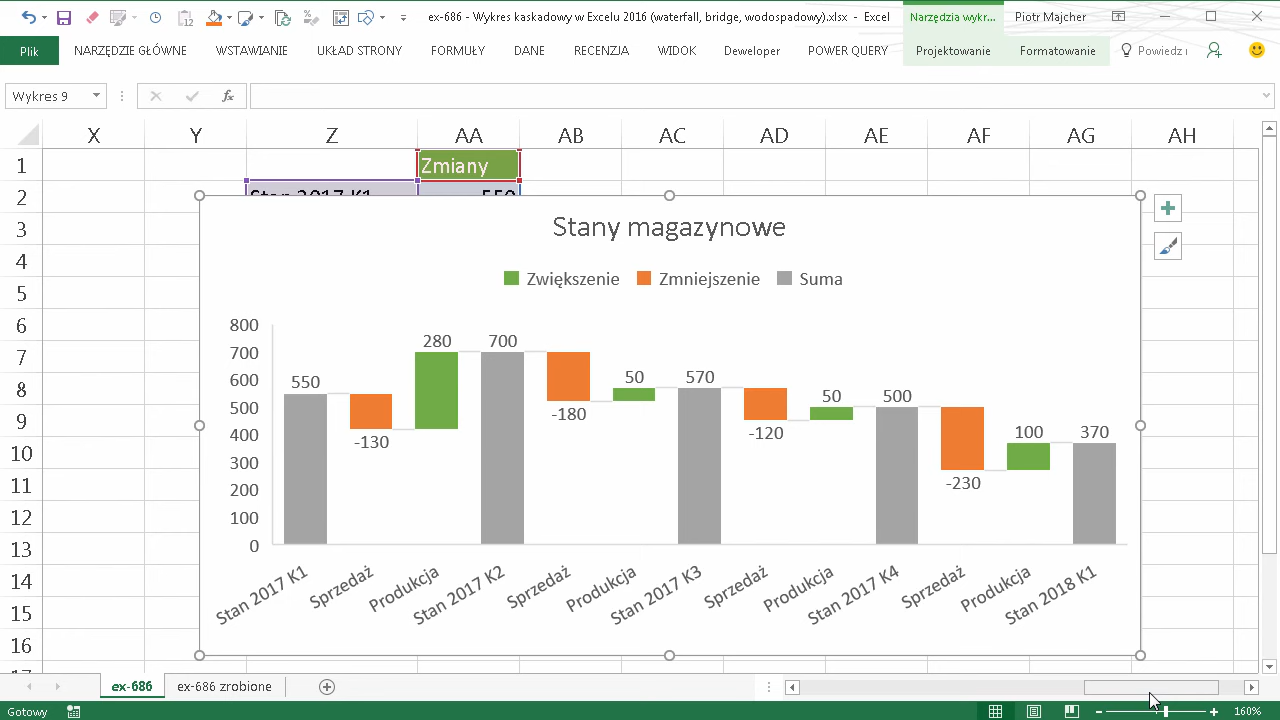 ex-686 - Wykres kaskadowy w Excelu 2016 (waterfall, bridge, wodospadowy).xlsx - Excel
Narzędzia wykr...
Piotr Majcher
Plik
NARZĘDZIE GŁÓWNE
WSTAWIANIE
UKŁAD STRONY
FORMUŁY
DANE
RECENZJA
WIDOK
Deweloper
POWER QUERY
Projektowanie
Formatowanie
Powiedz
Wykres 9
fx
X Y Z AA AB AC AD AE AF AG AH
1
Zmiany
2
Stan 2017 K1
550
3
4
5
6
7
8
9
10
11
12
13
14
15
16
17
Stany magazynowe
Zwiększenie
Zmniejszenie
Suma
800
700
600
500
400
300
200
100
0
550
-130
280
700
-180
50
570
-120
50
500
-230
100
370
Stan 2017 K1
Sprzedaż
Produkcja
Stan 2017 K2
Sprzedaż
Produkcja
Stan 2017 K3
Sprzedaż
Produkcja
Stan 2017 K4
Sprzedaż
Produkcja
Stan 2018 K1
ex-686
ex-686 zrobione
Gotowy
160%